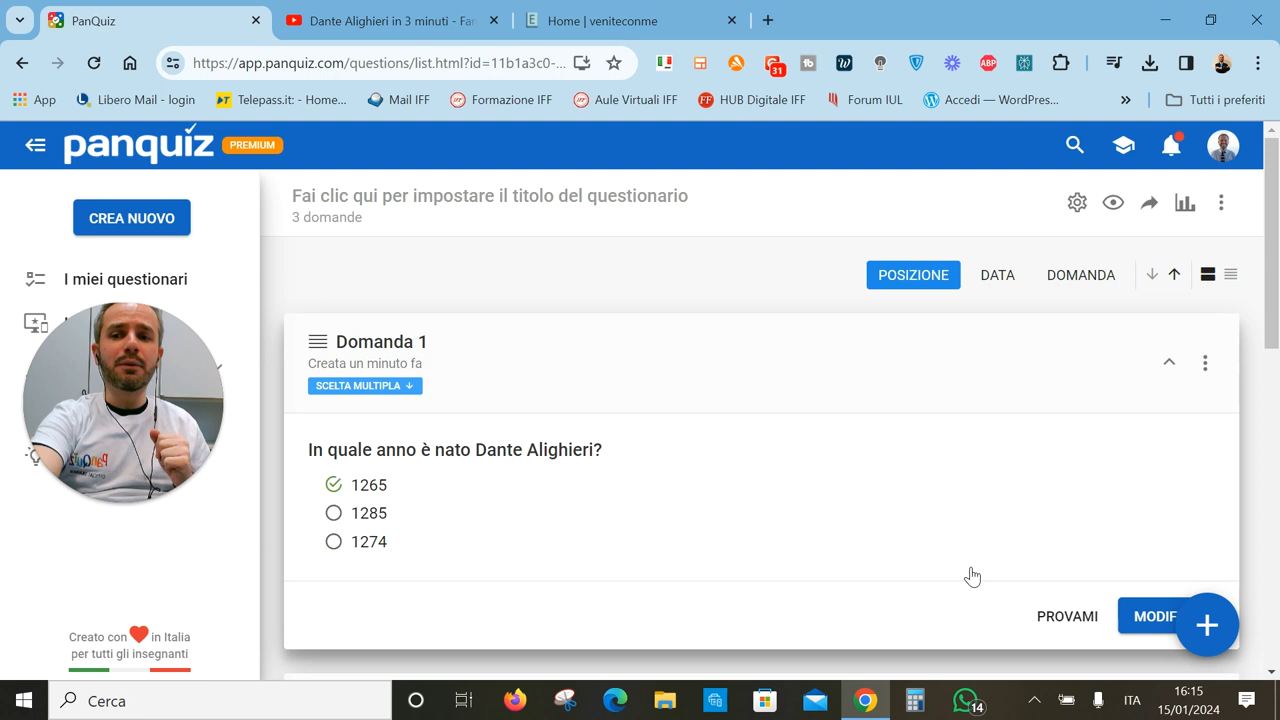 PanQuiz
Dante Alighieri in 3 minuti - Fan
Home | veniteconme
https://app.panquiz.com/questions/list.html?id=11b1a3c0-...
31
ABP
App
Libero Mail - login
Telepass.it: - Home...
Mail IFF
Formazione IFF
Aule Virtuali IFF
HUB Digitale IFF
Forum IUL
Accedi — WordPres...
»
Tutti i preferiti
panquiz
PREMIUM
CREA NUOVO
Fai clic qui per impostare il titolo del questionario
3 domande
I miei questionari
POSIZIONE
DATA
DOMANDA
Domanda 1
Creata un minuto fa
SCELTA MULTIPLA
In quale anno è nato Dante Alighieri?
1265
1285
1274
PROVAMI
MODIF
Creato con in Italia
per tutti gli insegnanti
Cerca
14
ITA
16:15
15/01/2024